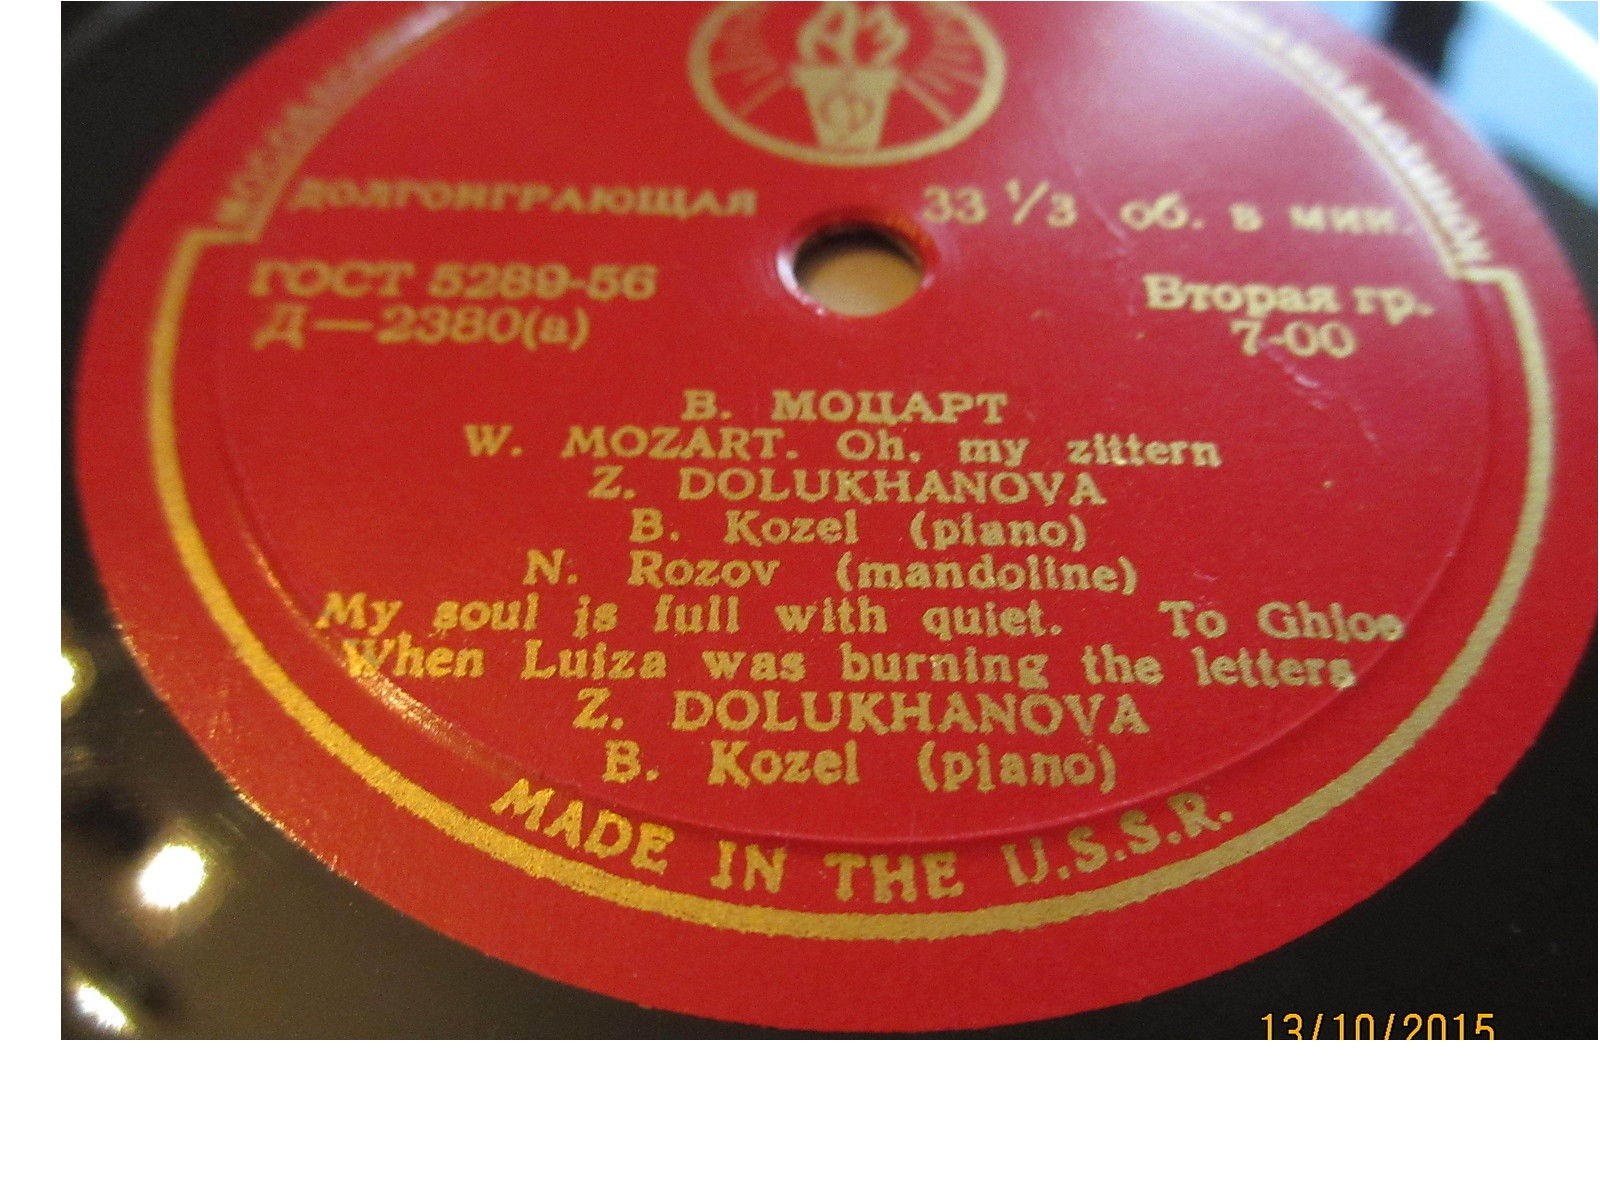 ДОЛГОИГРАЮЩАЯ 33 1/3 об. в мин.
ГОСТ 5289-56
Д—2380(а)
Вторая гр.
7-00
В. МОЦАРТ
W. MOZART. Oh, my zittern
Z. DOLUKHANOVA
B. Kozel (piano)
N. Rozov (mandoline)
My soul is full with quiet. To Ghloe
When Luiza was burning the letters
Z. DOLUKHANOVA
B. Kozel (piano)
MADE IN THE U.S.S.R.
13/10/2015